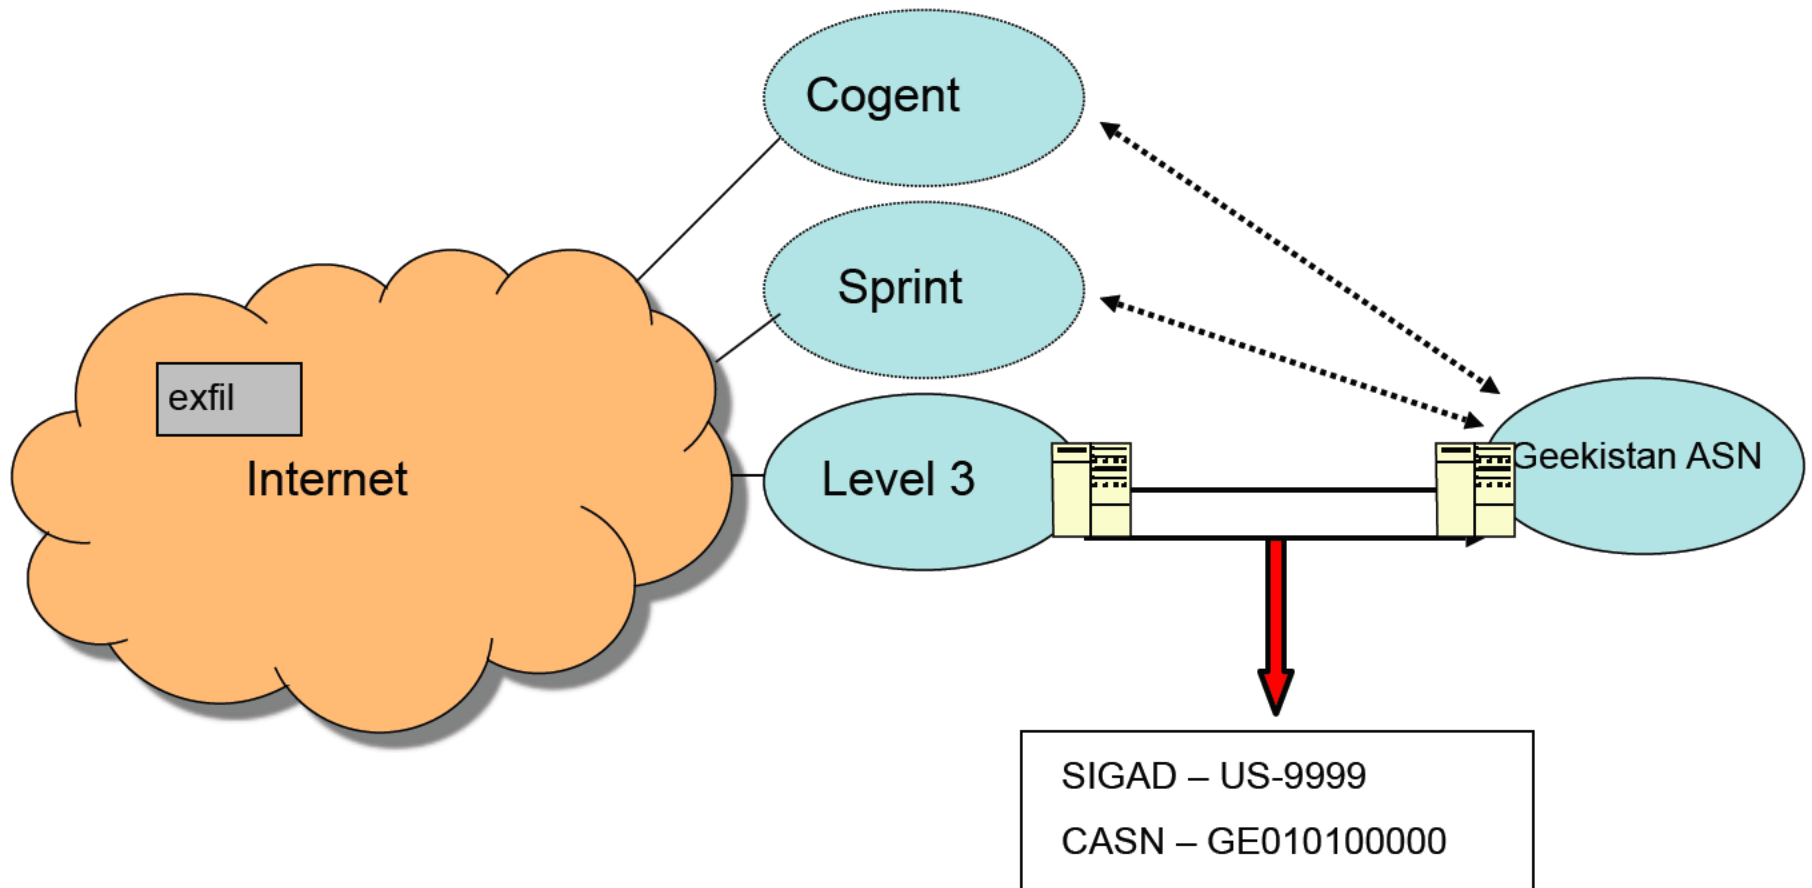 Cogent
Sprint
exfil
Internet
Level 3
Geekistan ASN
SIGAD – US-9999
CASN – GE010100000